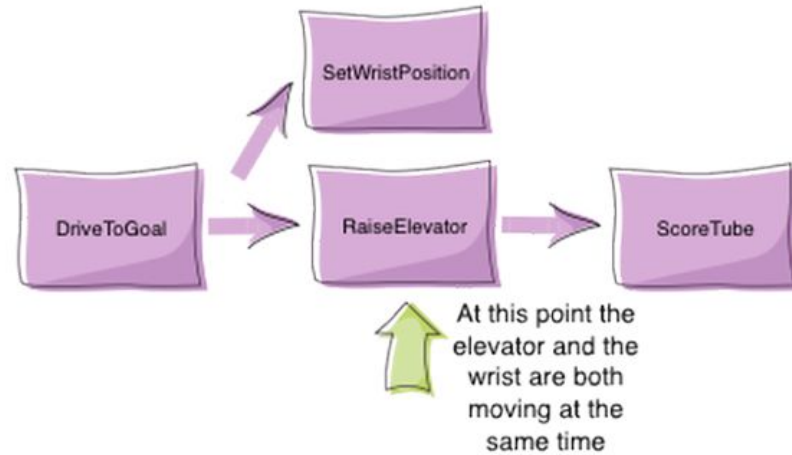 SetWristPosition
DriveToGoal
RaiseElevator
ScoreTube
At this point the
elevator and the
wrist are both
moving at the
same time